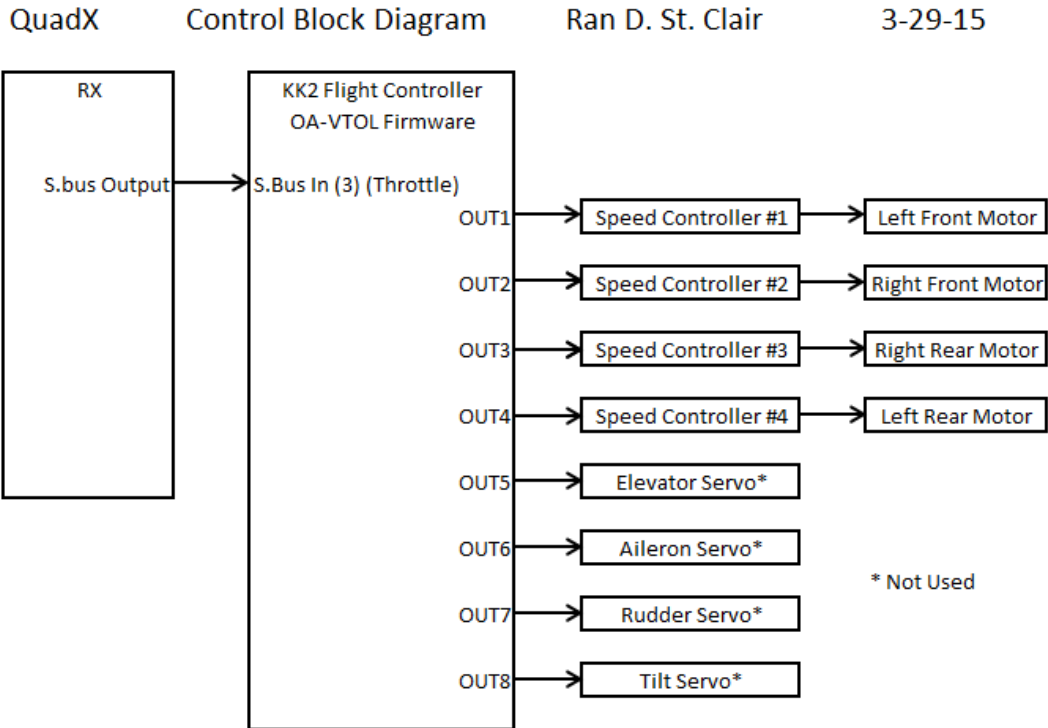 QuadX Control Block Diagram Ran D. St. Clair 3-29-15
RX
KK2 Flight Controller
OA-VTOL Firmware
S.bus Output
S.Bus In (3) (Throttle)
OUT1 Speed Controller #1 Left Front Motor
OUT2 Speed Controller #2 Right Front Motor
OUT3 Speed Controller #3 Right Rear Motor
OUT4 Speed Controller #4 Left Rear Motor
OUT5 Elevator Servo*
OUT6 Aileron Servo*
* Not Used
OUT7 Rudder Servo*
OUT8 Tilt Servo*